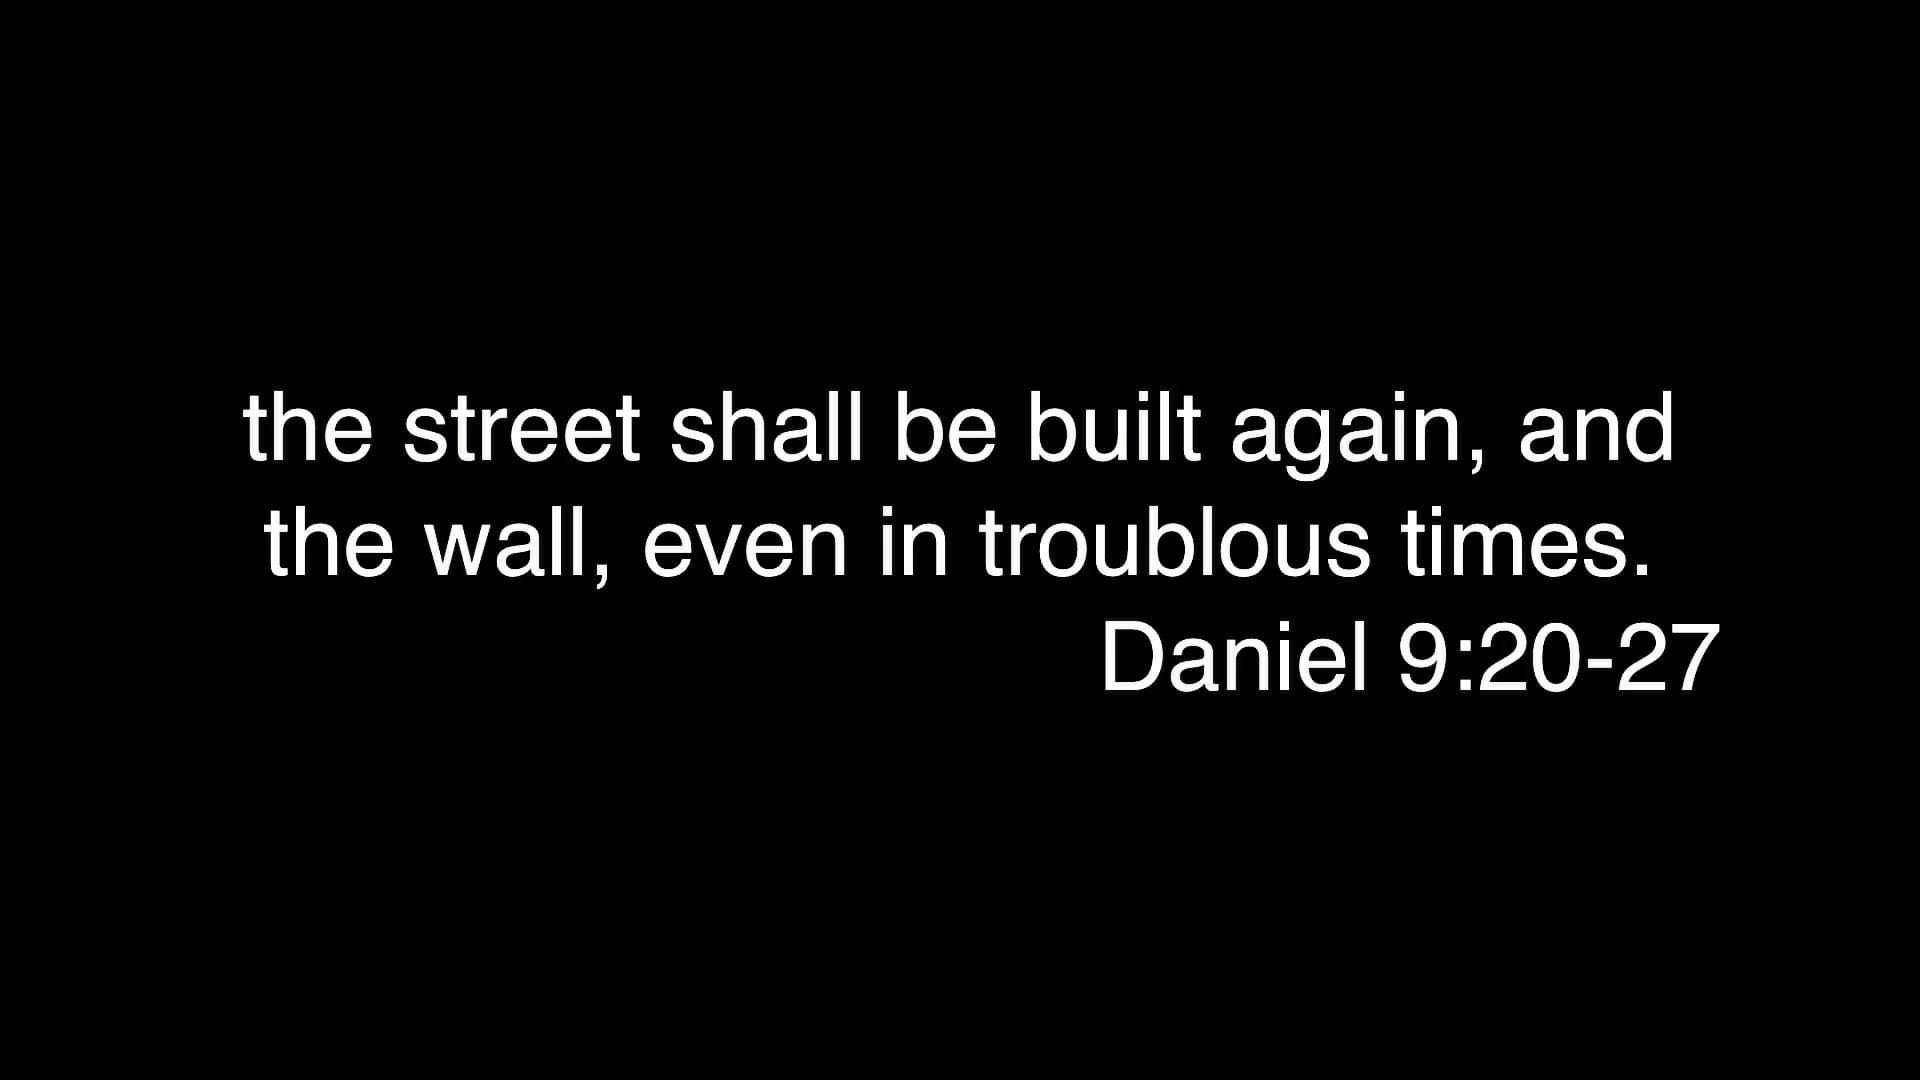 the street shall be built again, and
the wall, even in troublous times.
Daniel 9:20-27